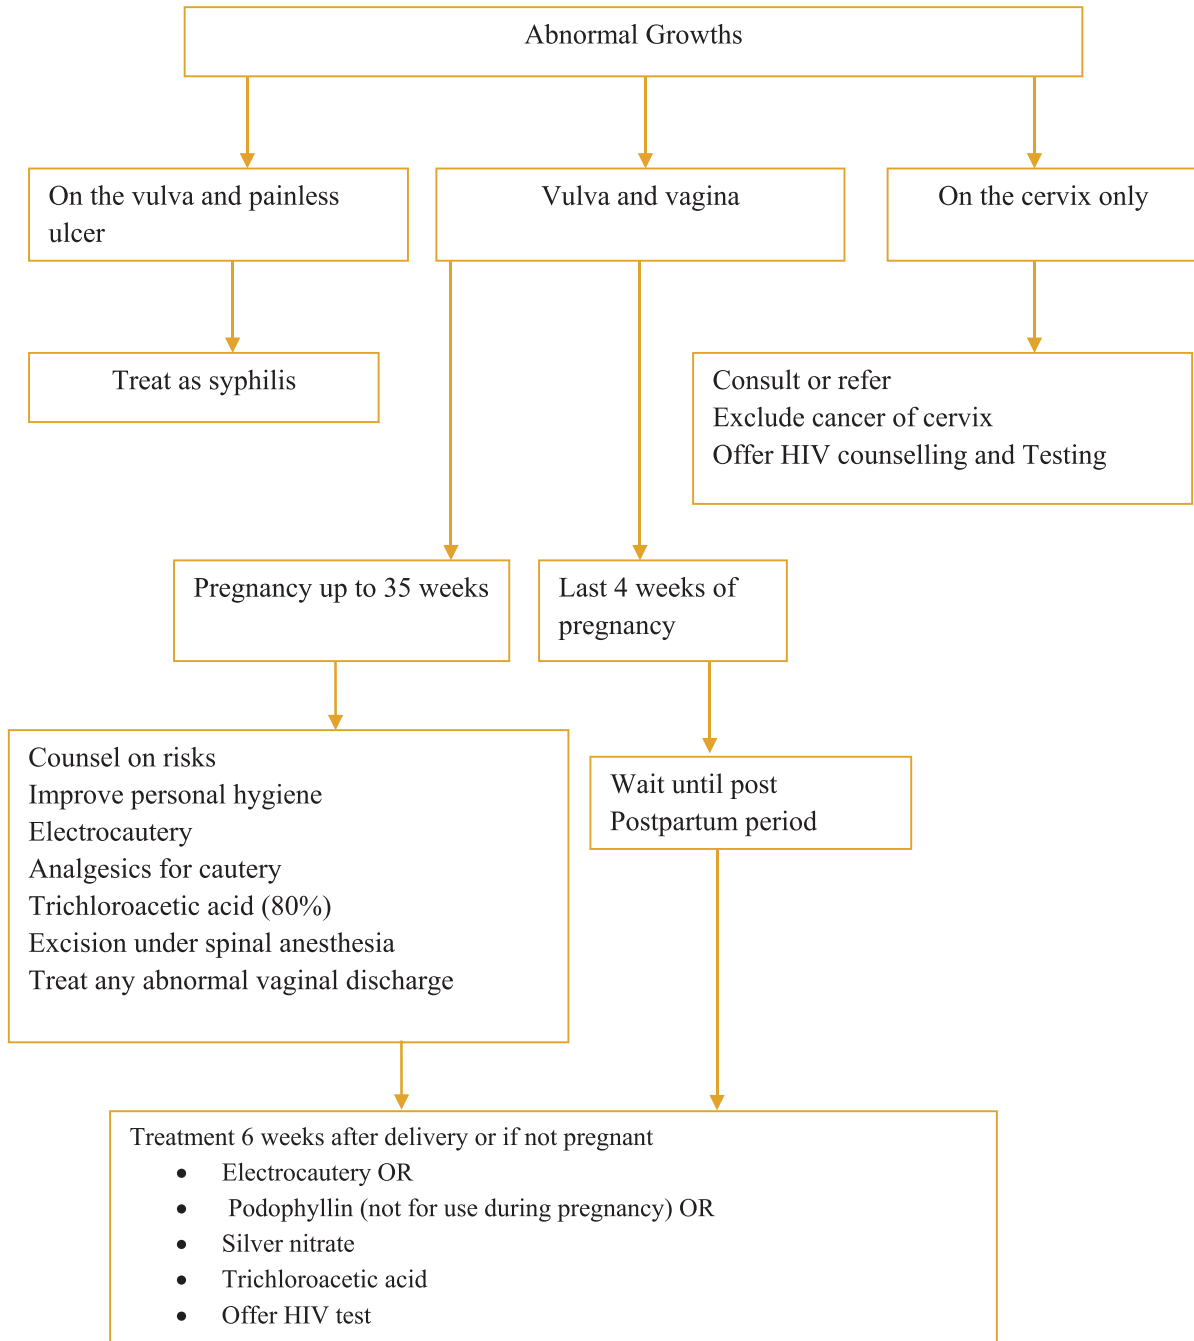 Abnormal Growths
On the vulva and painless
ulcer
Vulva and vagina
On the cervix only
Treat as syphilis
Consult or refer
Exclude cancer of cervix
Offer HIV counselling and Testing
Pregnancy up to 35 weeks
Last 4 weeks of
pregnancy
Counsel on risks
Improve personal hygiene
Electrocautery
Analgesics for cautery
Trichloroacetic acid (80%)
Excision under spinal anesthesia
Treat any abnormal vaginal discharge
Wait until post
Postpartum period
Treatment 6 weeks after delivery or if not pregnant
• Electrocautery OR
• Podophyllin (not for use during pregnancy) OR
• Silver nitrate
• Trichloroacetic acid
• Offer HIV test